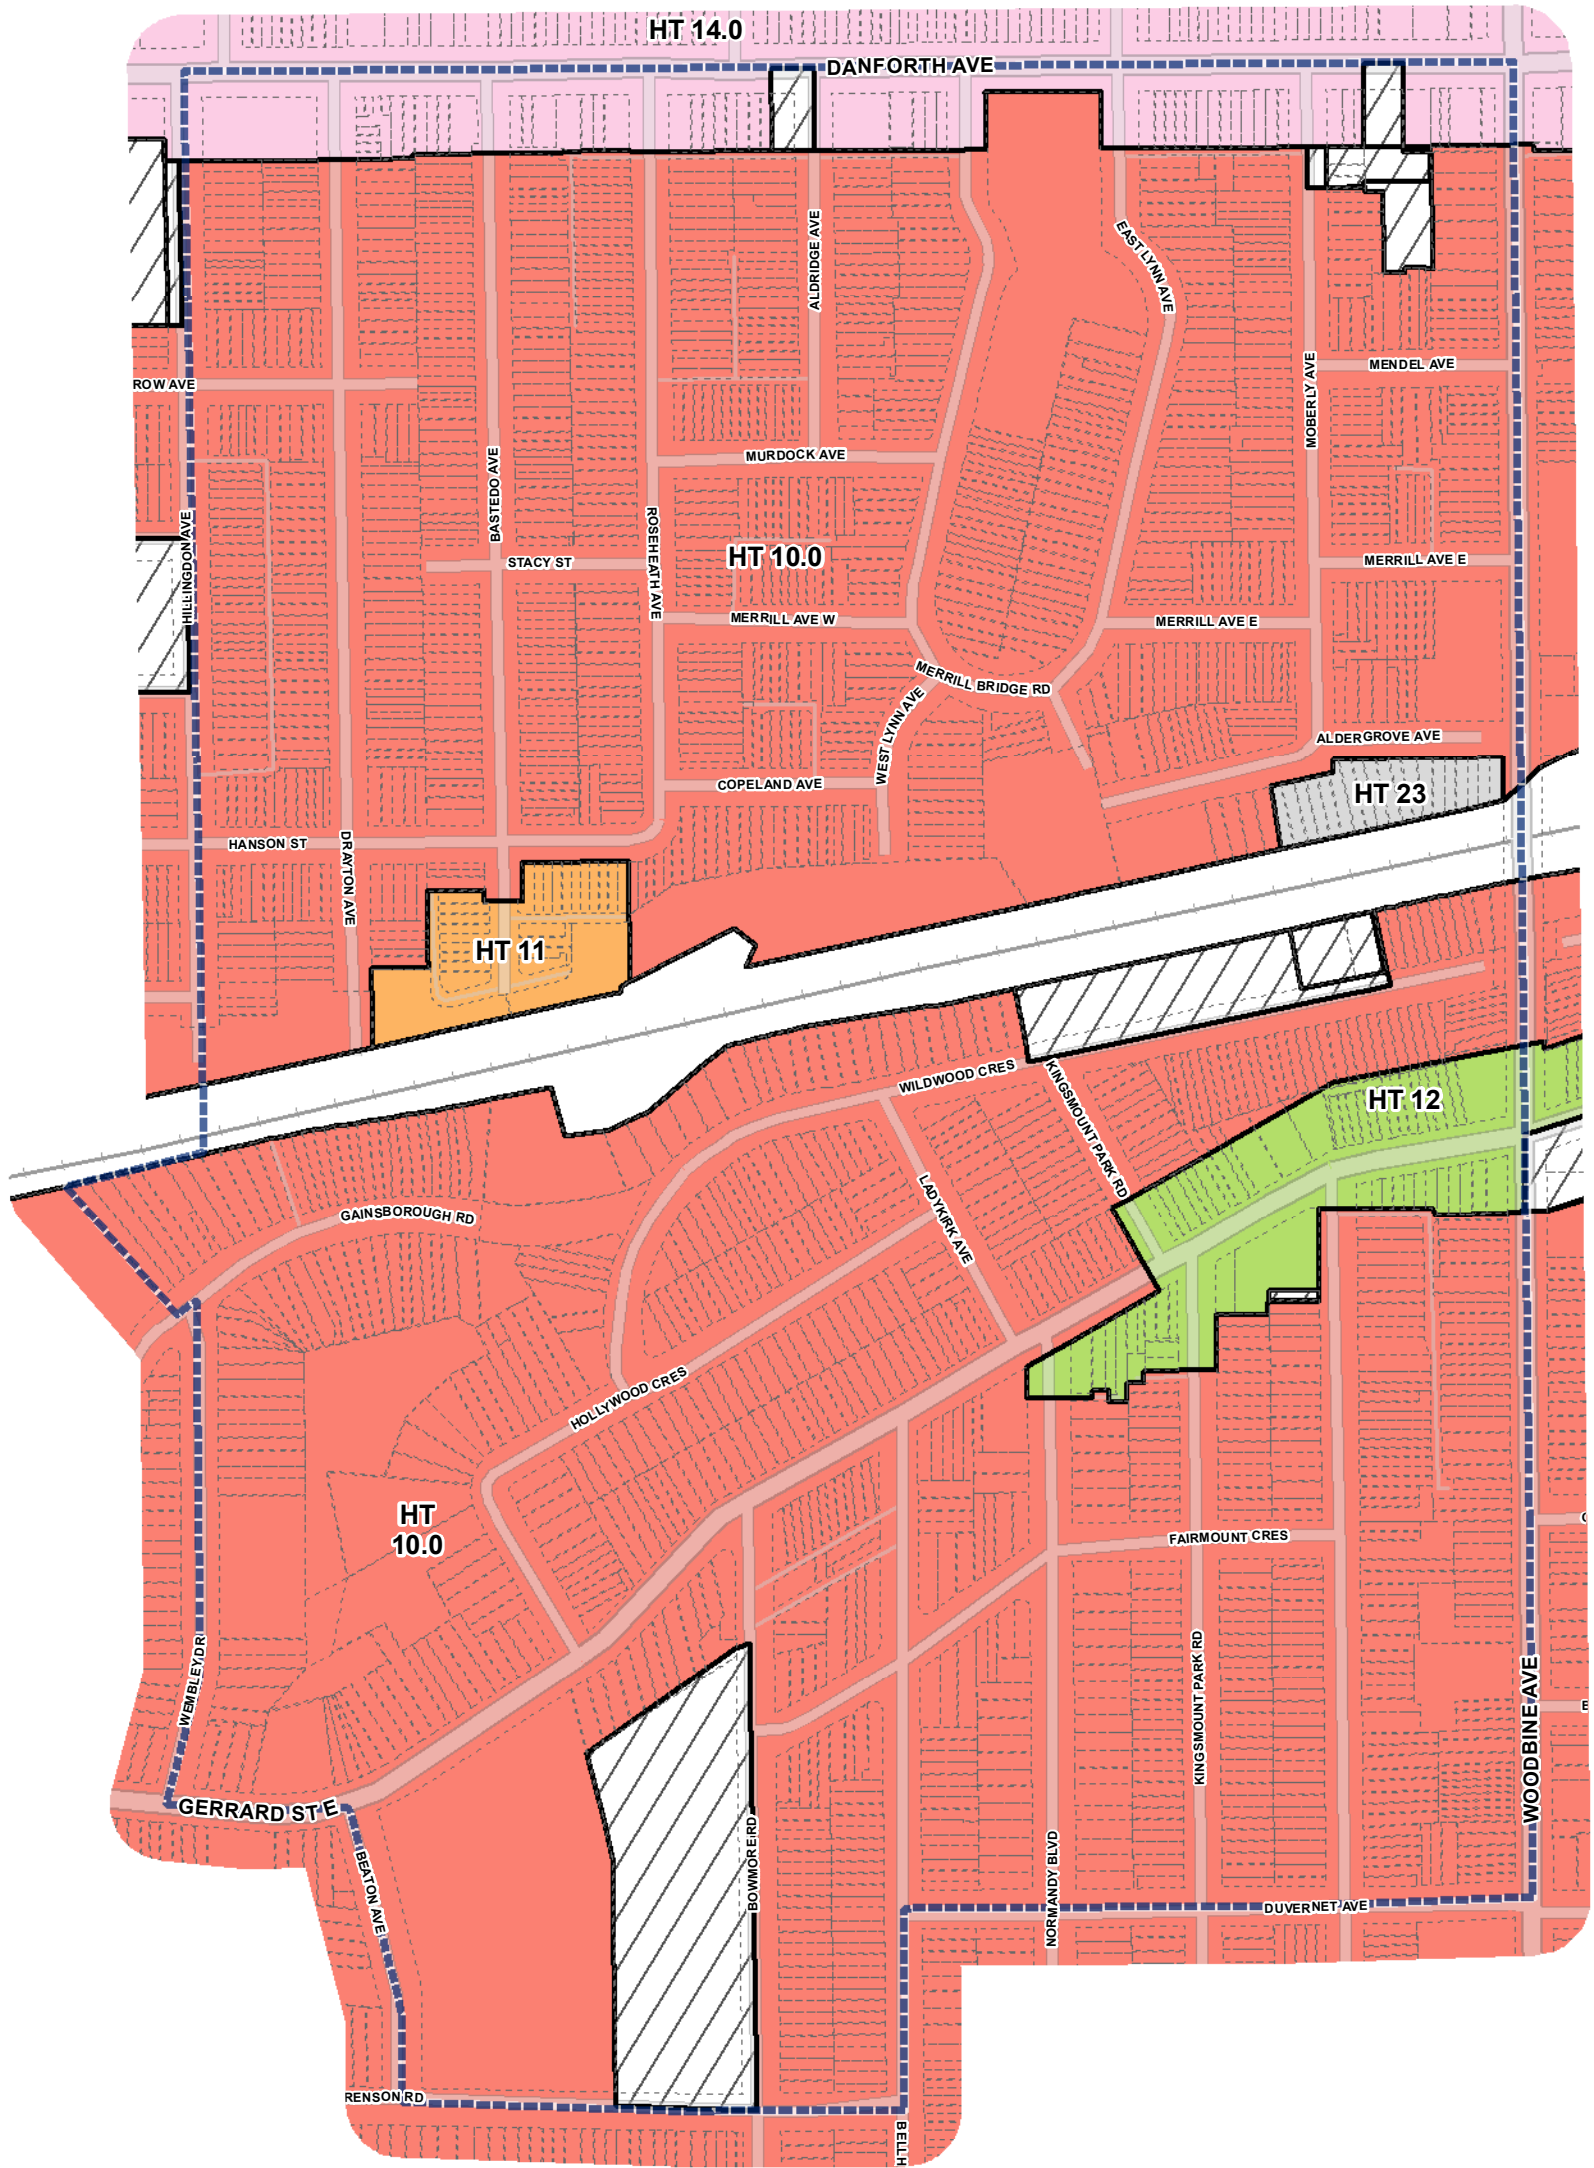 HT 14.0
DANFORTH AVE
ALDRIDGE AVE
EAST LYNN AVE
ROW AVE
MENDEL AVE
MOBERLY AVE
MURDOCK AVE
BASTEDO AVE
HILLINGDON AVE
ROSEHEATH AVE
HT 10.0
STACY ST
MERRILL AVE E
MERRILL AVE W
MERRILL AVE E
MERRILL BRIDGE RD
WEST LYNN AVE
ALDERGROVE AVE
COPELAND AVE
HT 23
HANSON ST
DRAYTON AVE
HT 11
WILDWOOD CRES
KINGSMOUNT PARK RD
HT 12
LADYKIRK AVE
GAINSBOROUGH RD
HOLLYWOOD CRES
HT
10.0
FAIRMOUNT CRES
WEMBLEY DR
KINGSMOUNT PARK RD
WOODBINE AVE
GERRARD ST E
BEATON AVE
BOWMORE RD
NORMANDY BLVD
DUVERNET AVE
RENSON RD
BELH